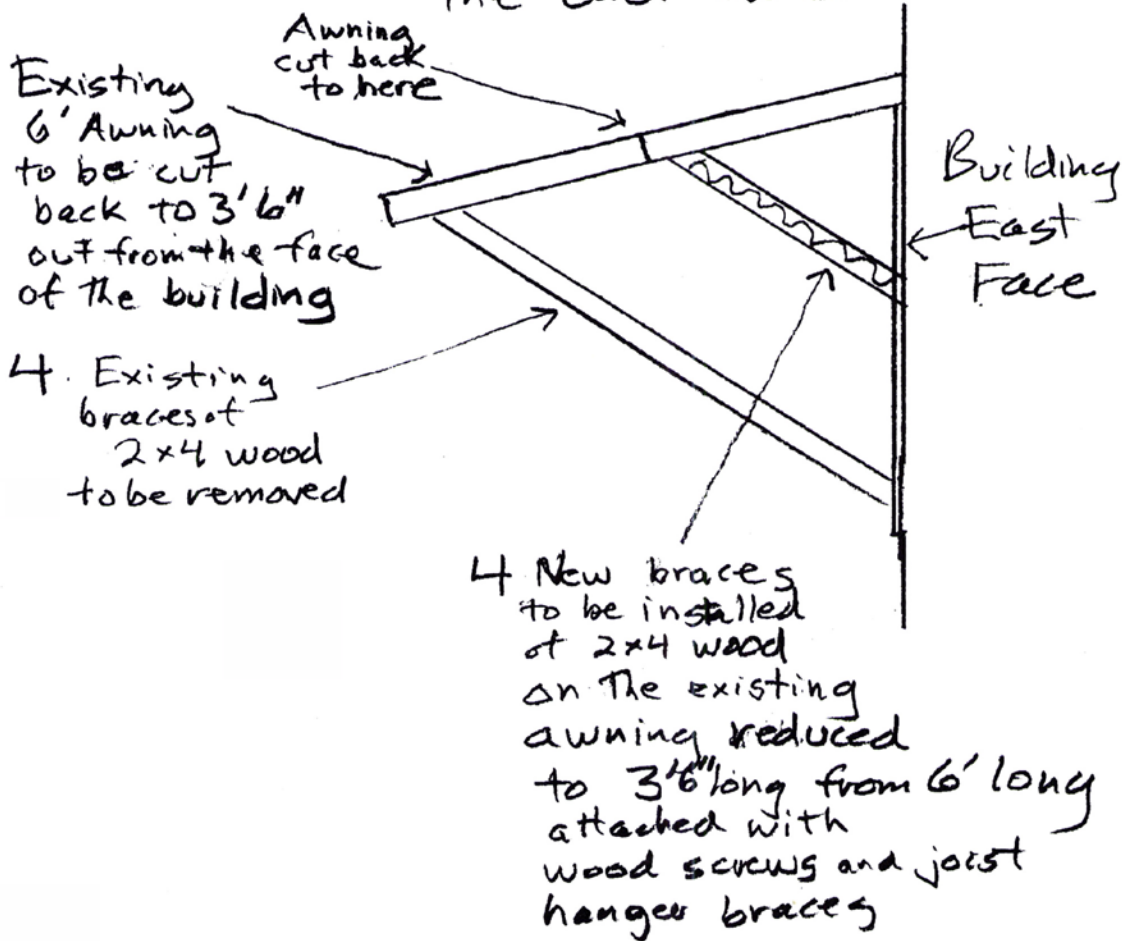 The East
Awning
cut back
to here
Existing
6' Awning
to be cut
back to 3'6"
out from the face
of the building
Building
East
Face
4 Existing
braces of
2x4 wood
to be removed
4 New braces
to be installed
of 2x4 wood
on The existing
awning reduced
to 3'6" long from 6' long
attached with
wood screws and joist
hanger braces